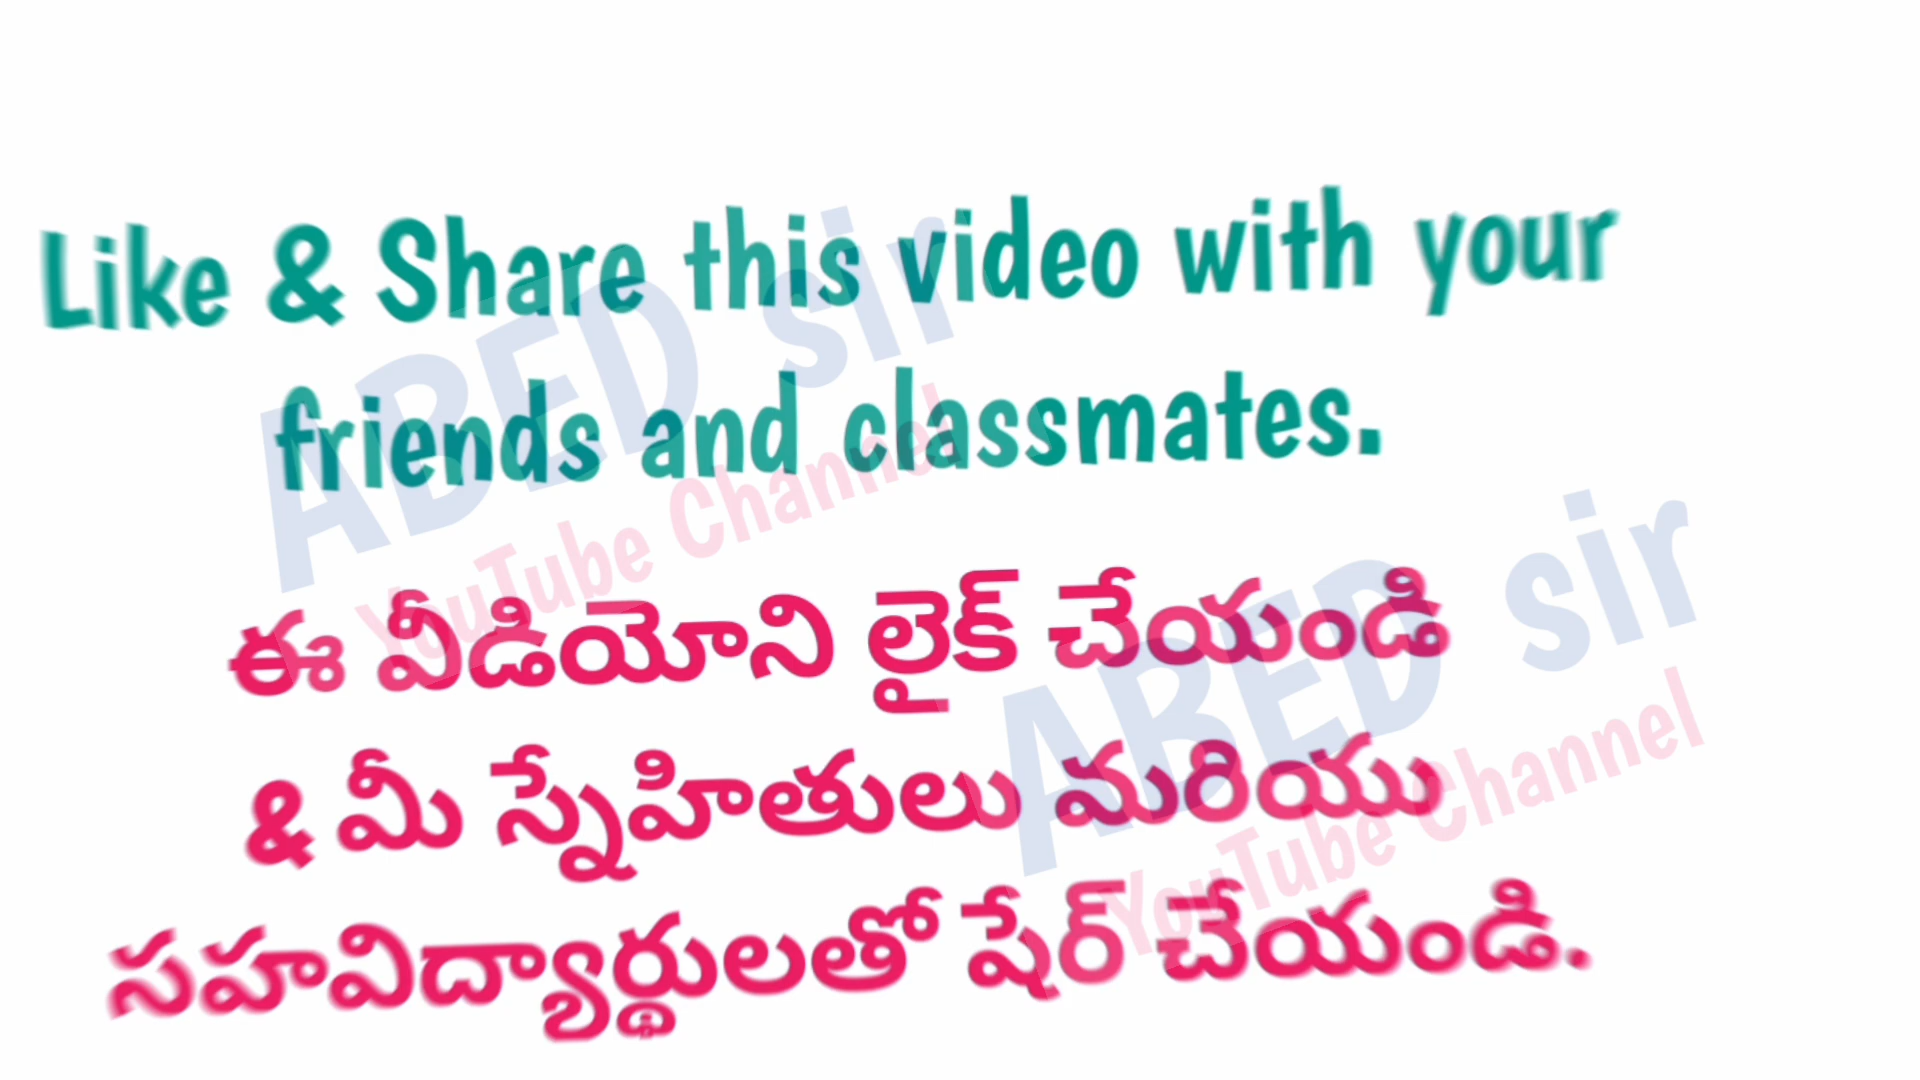 Like & Share this video with your
friends and classmates.
ఈ వీడియోని లైక్ చేయండి
& మీ స్నేహితులు మరియు
సహవిద్యార్థులతో షేర్ చేయండి.
ABED sir
YouTube Channel
ABED sir
YouTube Channel